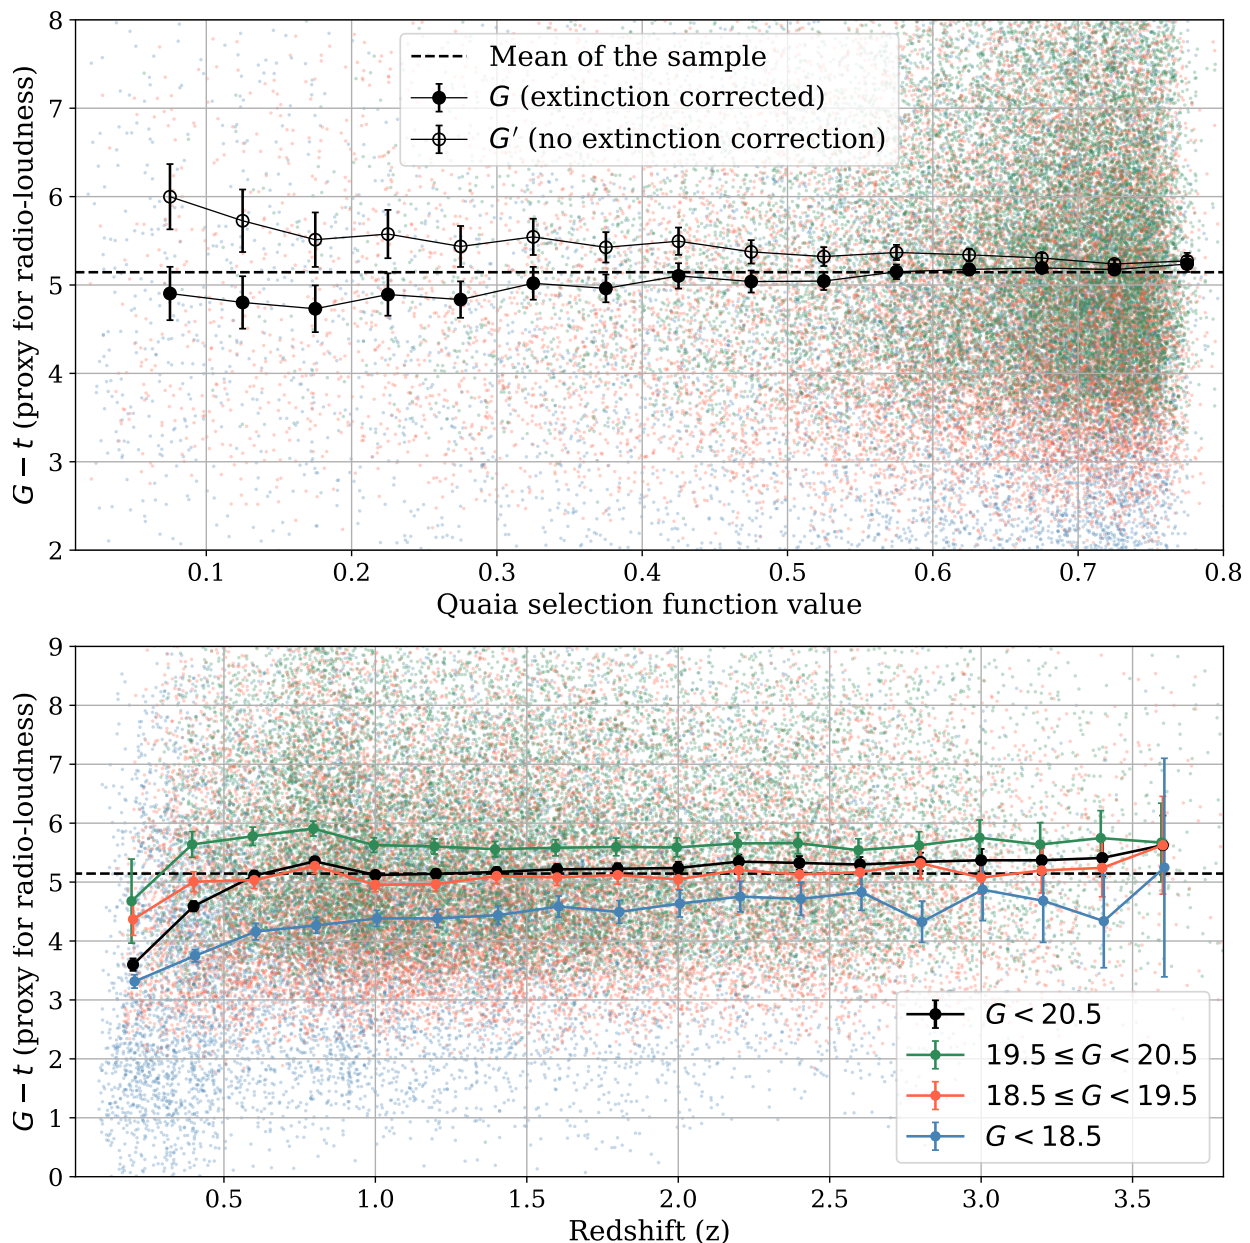 8
7
6
5
4
3
2
G − t (proxy for radio-loudness)
Mean of the sample
G (extinction corrected)
G′ (no extinction correction)
0.1 0.2 0.3 0.4 0.5 0.6 0.7 0.8
Quaia selection function value
9
8
7
6
5
4
3
2
1
0
G − t (proxy for radio-loudness)
G < 20.5
19.5 ≤ G < 20.5
18.5 ≤ G < 19.5
G < 18.5
0.5 1.0 1.5 2.0 2.5 3.0 3.5
Redshift (z)